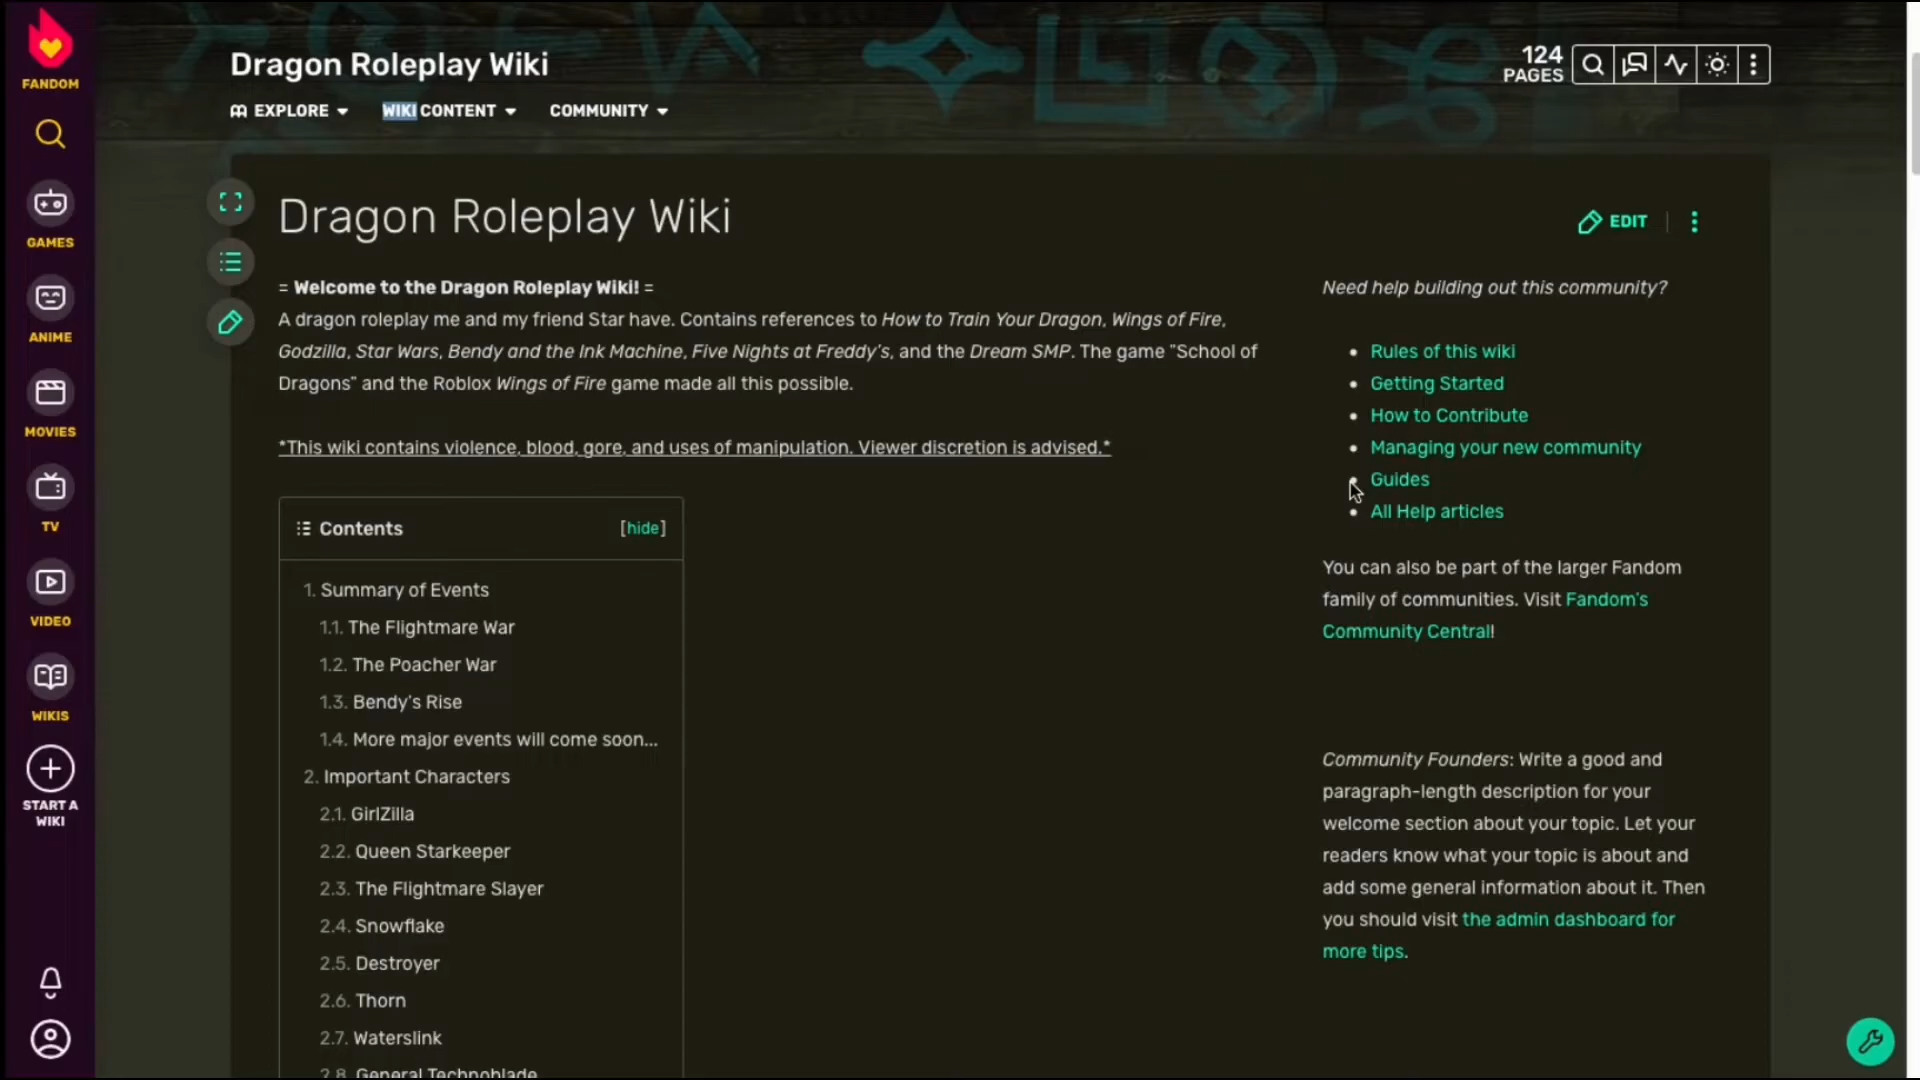 FANDOM
GAMES
ANIME
MOVIES
TV
VIDEO
WIKIS
START A
WIKI
Dragon Roleplay Wiki
124
PAGES
EXPLORE
WIKI CONTENT
COMMUNITY
Dragon Roleplay Wiki
EDIT
= Welcome to the Dragon Roleplay Wiki! =
A dragon roleplay me and my friend Star have. Contains references to How to Train Your Dragon, Wings of Fire,
Godzilla, Star Wars, Bendy and the Ink Machine, Five Nights at Freddy's, and the Dream SMP. The game "School of
Dragons" and the Roblox Wings of Fire game made all this possible.
*This wiki contains violence, blood, gore, and uses of manipulation. Viewer discretion is advised.*
Contents [hide]
1. Summary of Events
1.1. The Flightmare War
1.2. The Poacher War
1.3. Bendy's Rise
1.4. More major events will come soon...
2. Important Characters
2.1. GirlZilla
2.2. Queen Starkeeper
2.3. The Flightmare Slayer
2.4. Snowflake
2.5. Destroyer
2.6. Thorn
2.7. Waterslink
2.8. General Technoblade
Need help building out this community?
• Rules of this wiki
• Getting Started
• How to Contribute
• Managing your new community
• Guides
• All Help articles
You can also be part of the larger Fandom
family of communities. Visit Fandom's
Community Central!
Community Founders: Write a good and
paragraph-length description for your
welcome section about your topic. Let your
readers know what your topic is about and
add some general information about it. Then
you should visit the admin dashboard for
more tips.